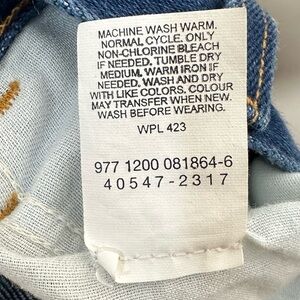 MACHINE WASH WARM.
NORMAL CYCLE. ONLY
NON-CHLORINE BLEACH
IF NEEDED. TUMBLE DRY
MEDIUM. WARM IRON IF
NEEDED. WASH AND DRY
WITH LIKE COLORS. COLOUR
MAY TRANSFER WHEN NEW.
WASH BEFORE WEARING.
WPL 423
977 1200 081864-6
40547-2317